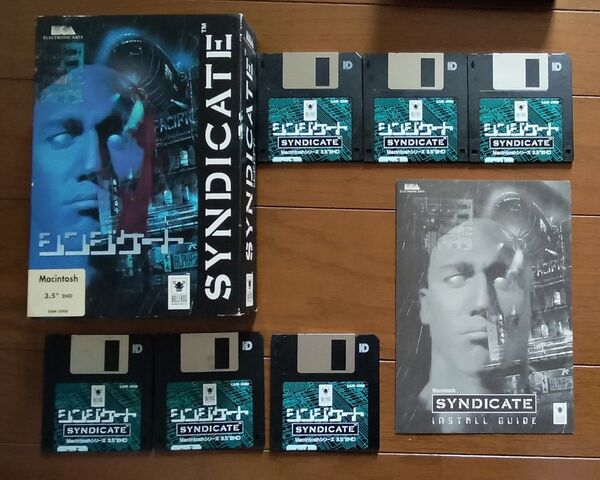 ELECTRONIC ARTS
SYNDICATE
SYNDICATE
PACIFIC
シンジケート
Macintosh
3.5" 2HD
BULLFROG
HD
シンジケート
SYNDICATE
Macintoshシリーズ 3.5"2HD
HD
シンジケート
SYNDICATE
Macintoshシリーズ 3.5"2HD
HD
シンジケート
SYNDICATE
Macintoshシリーズ 3.5"2HD
PACIFIC
Macintosh
SYNDICATE
INSTALL GUIDE
HD
シンジケート
SYNDICATE
Macintoshシリーズ 3.5"2HD
HD
シンジケート
SYNDICATE
Macintoshシリーズ 3.5"2HD
HD
シンジケート
SYNDICATE
Macintoshシリーズ 3.5"2HD